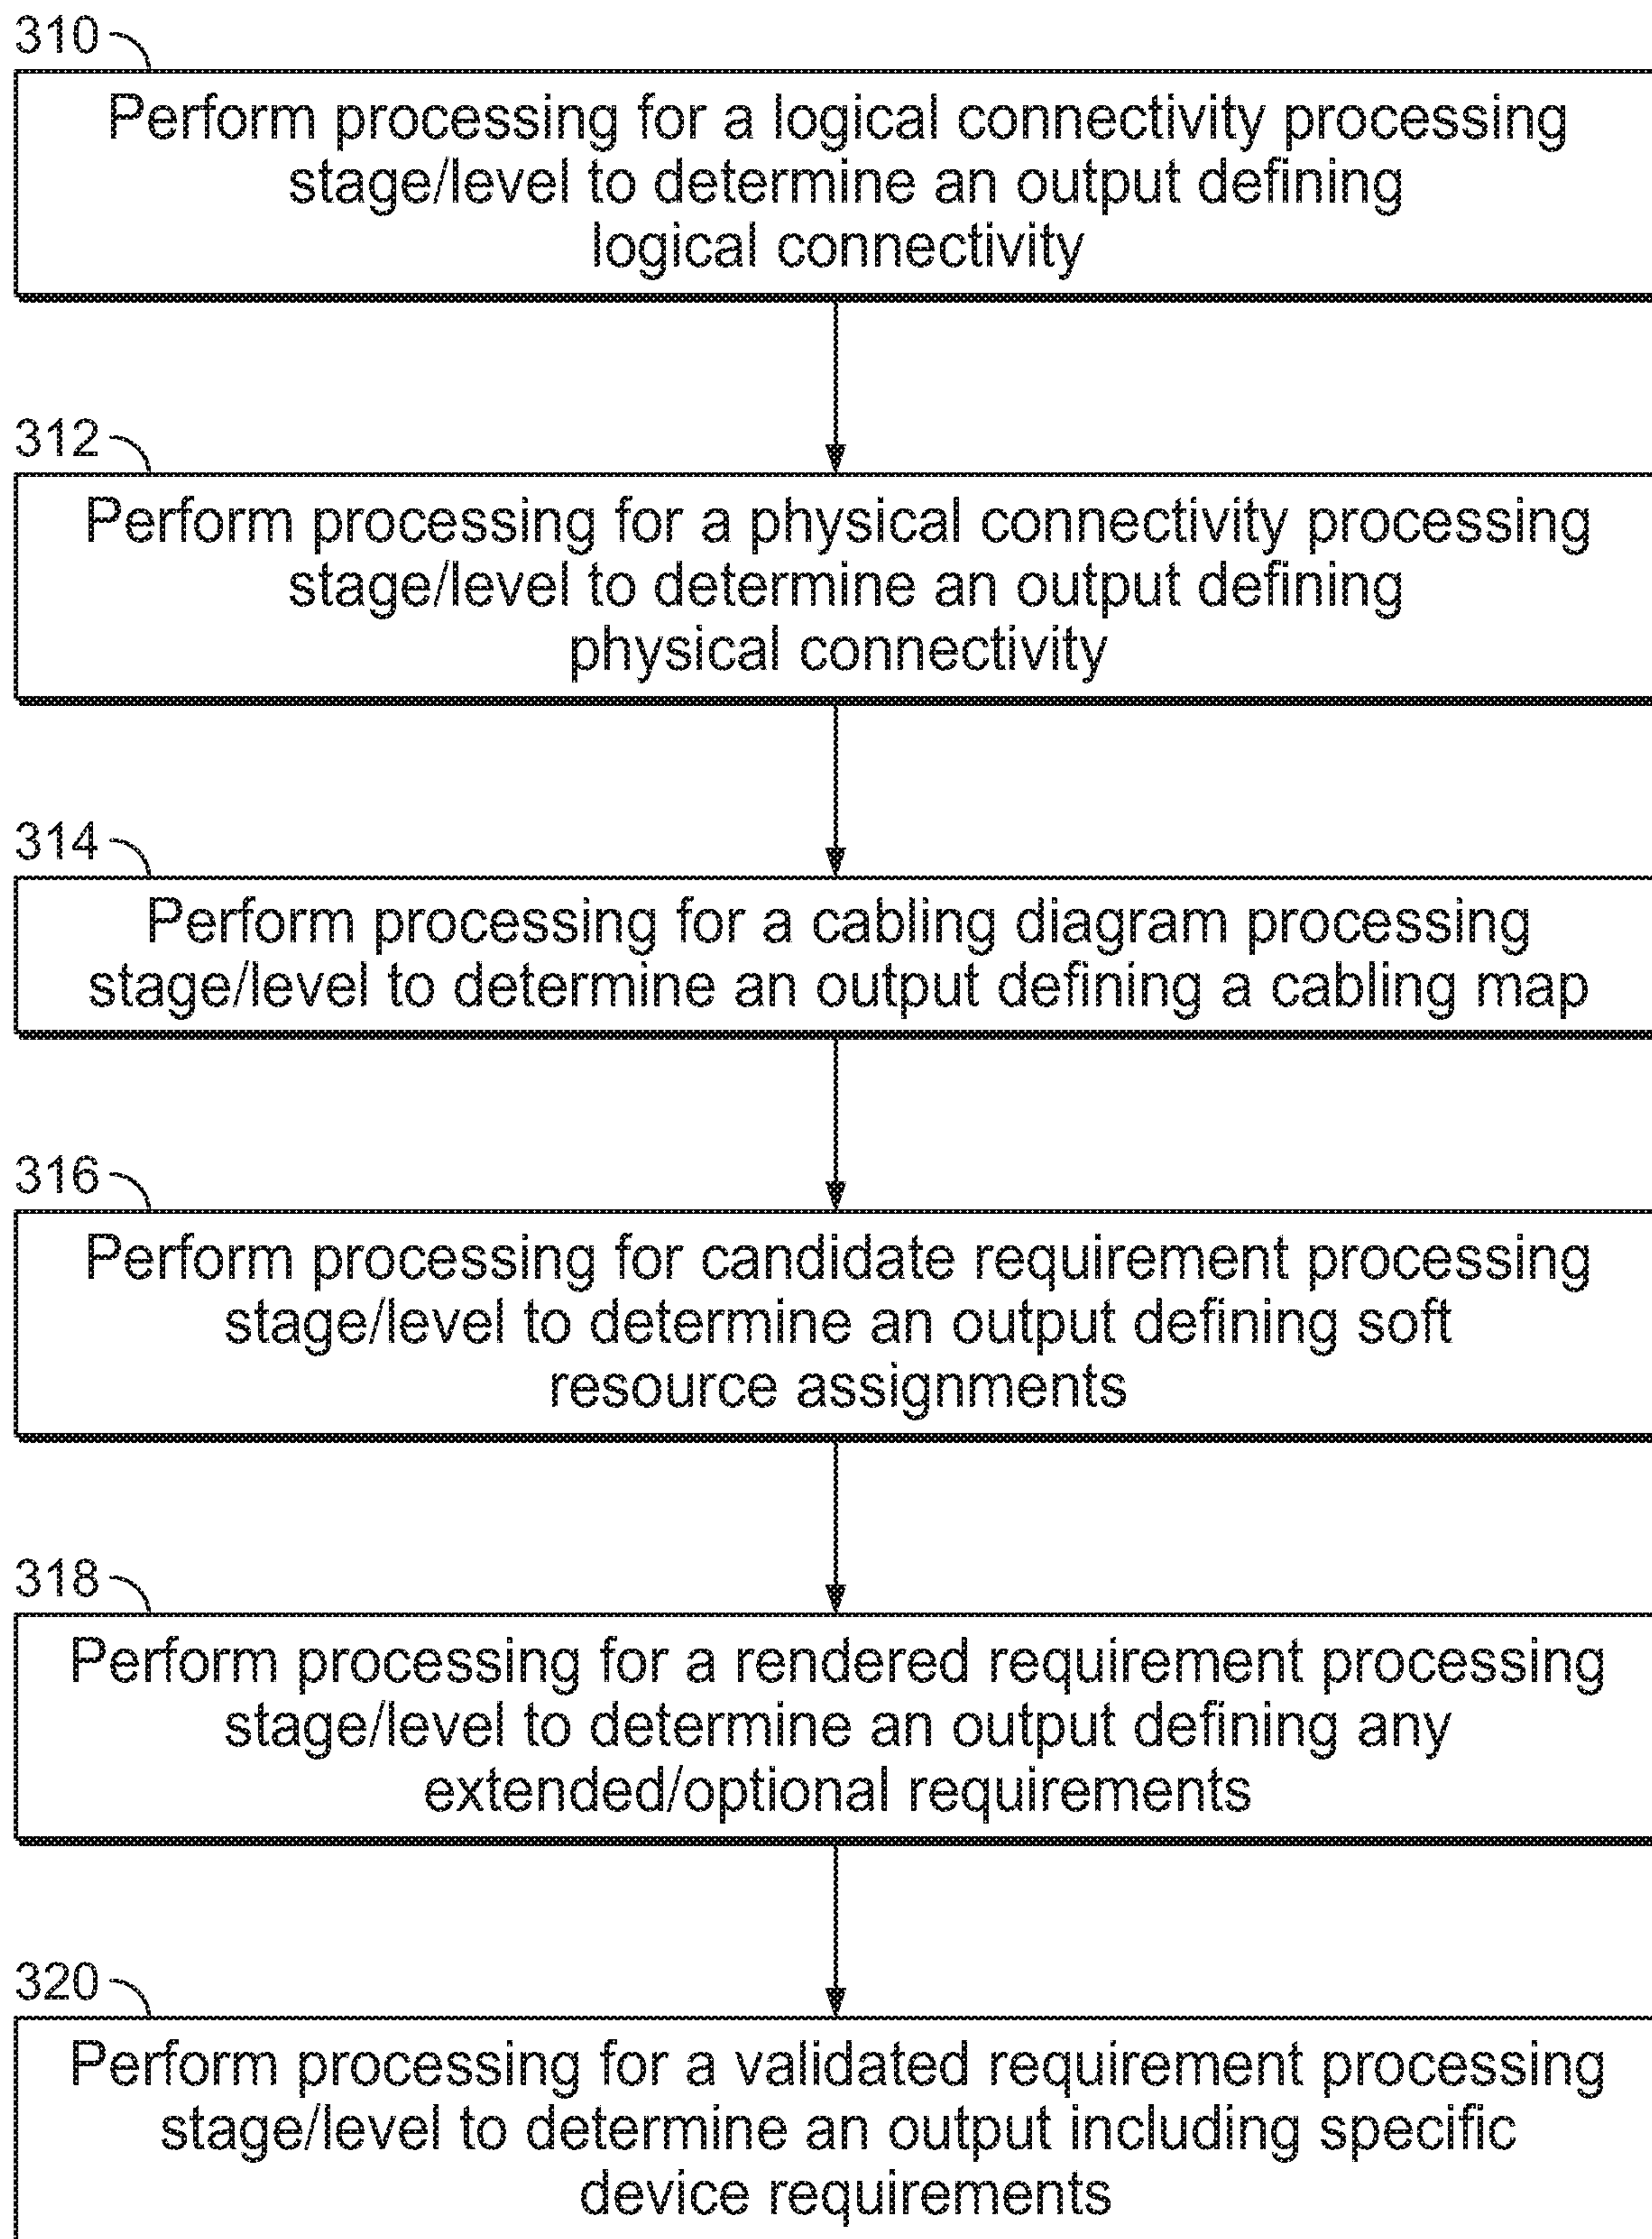 310
Perform processing for a logical connectivity processing
stage/level to determine an output defining
logical connectivity
312
Perform processing for a physical connectivity processing
stage/level to determine an output defining
physical connectivity
314
Perform processing for a cabling diagram processing
stage/level to determine an output defining a cabling map
316
Perform processing for candidate requirement processing
stage/level to determine an output defining soft
resource assignments
318
Perform processing for a rendered requirement processing
stage/level to determine an output defining any
extended/optional requirements
320
Perform processing for a validated requirement processing
stage/level to determine an output including specific
device requirements